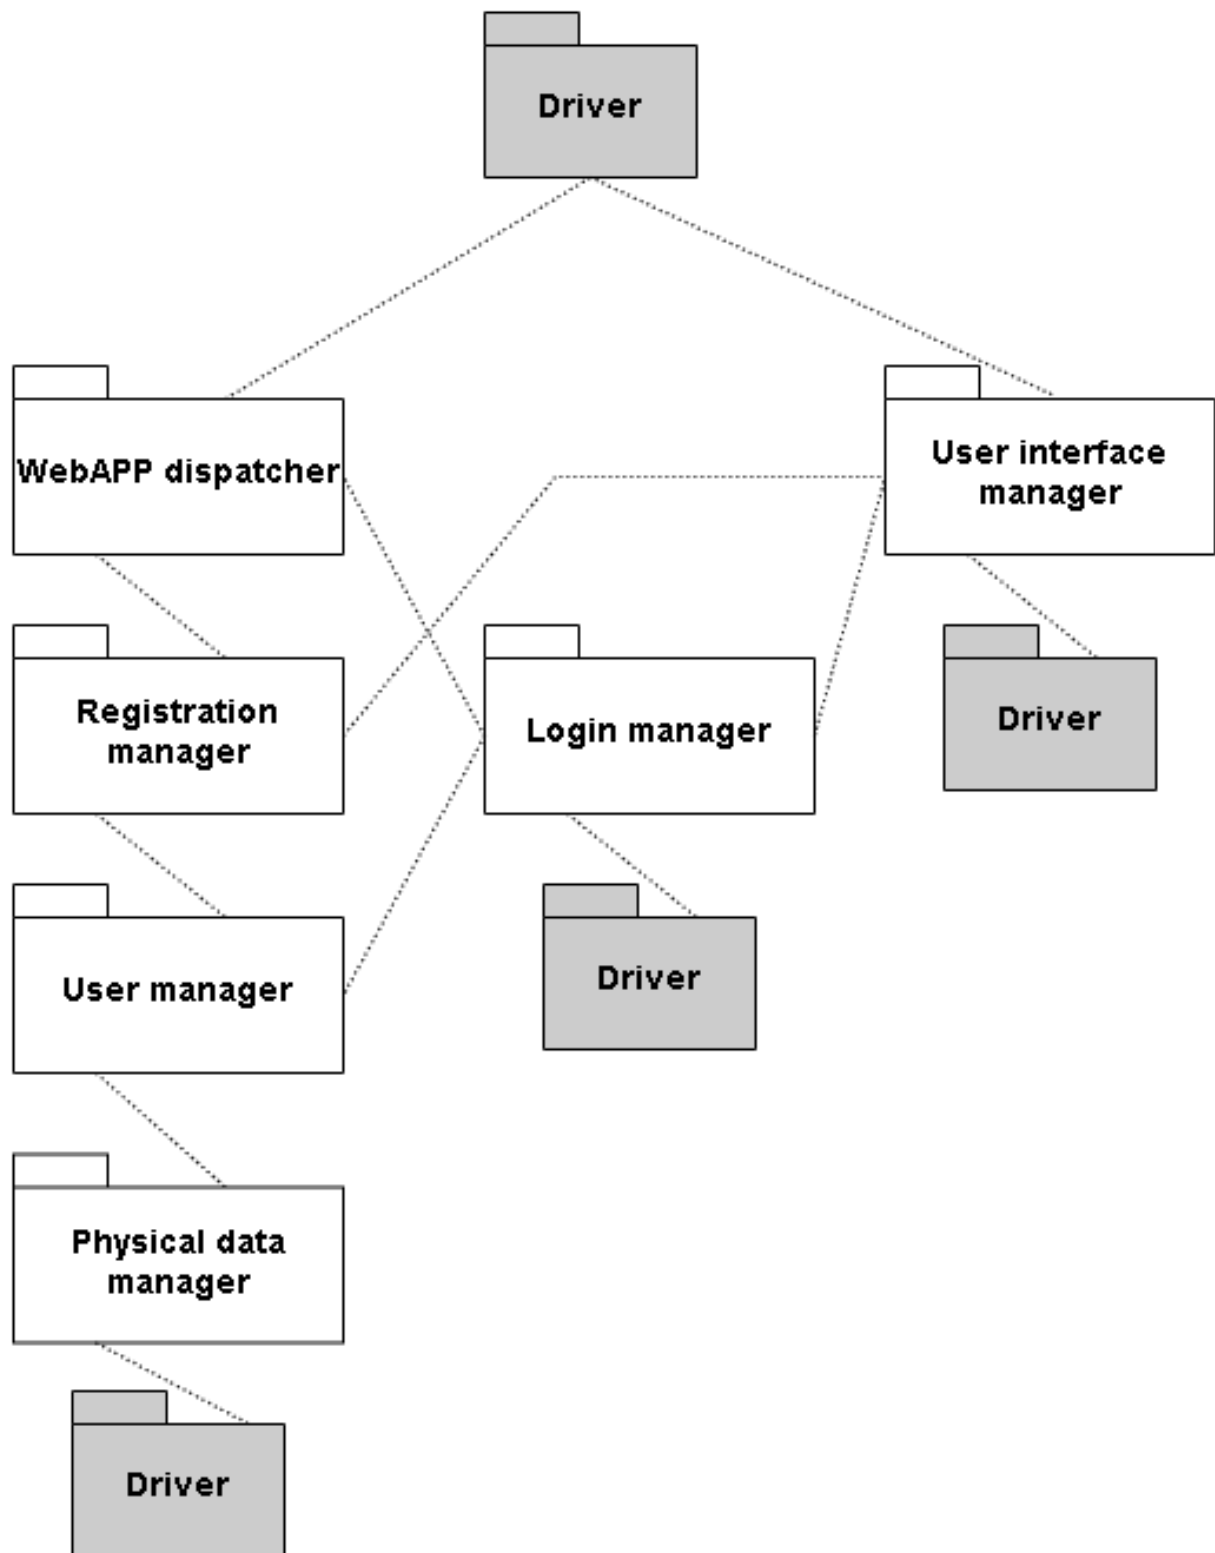 Driver
WebAPP dispatcher
User interface
manager
Registration
manager
Login manager
Driver
User manager
Driver
Physical data
manager
Driver